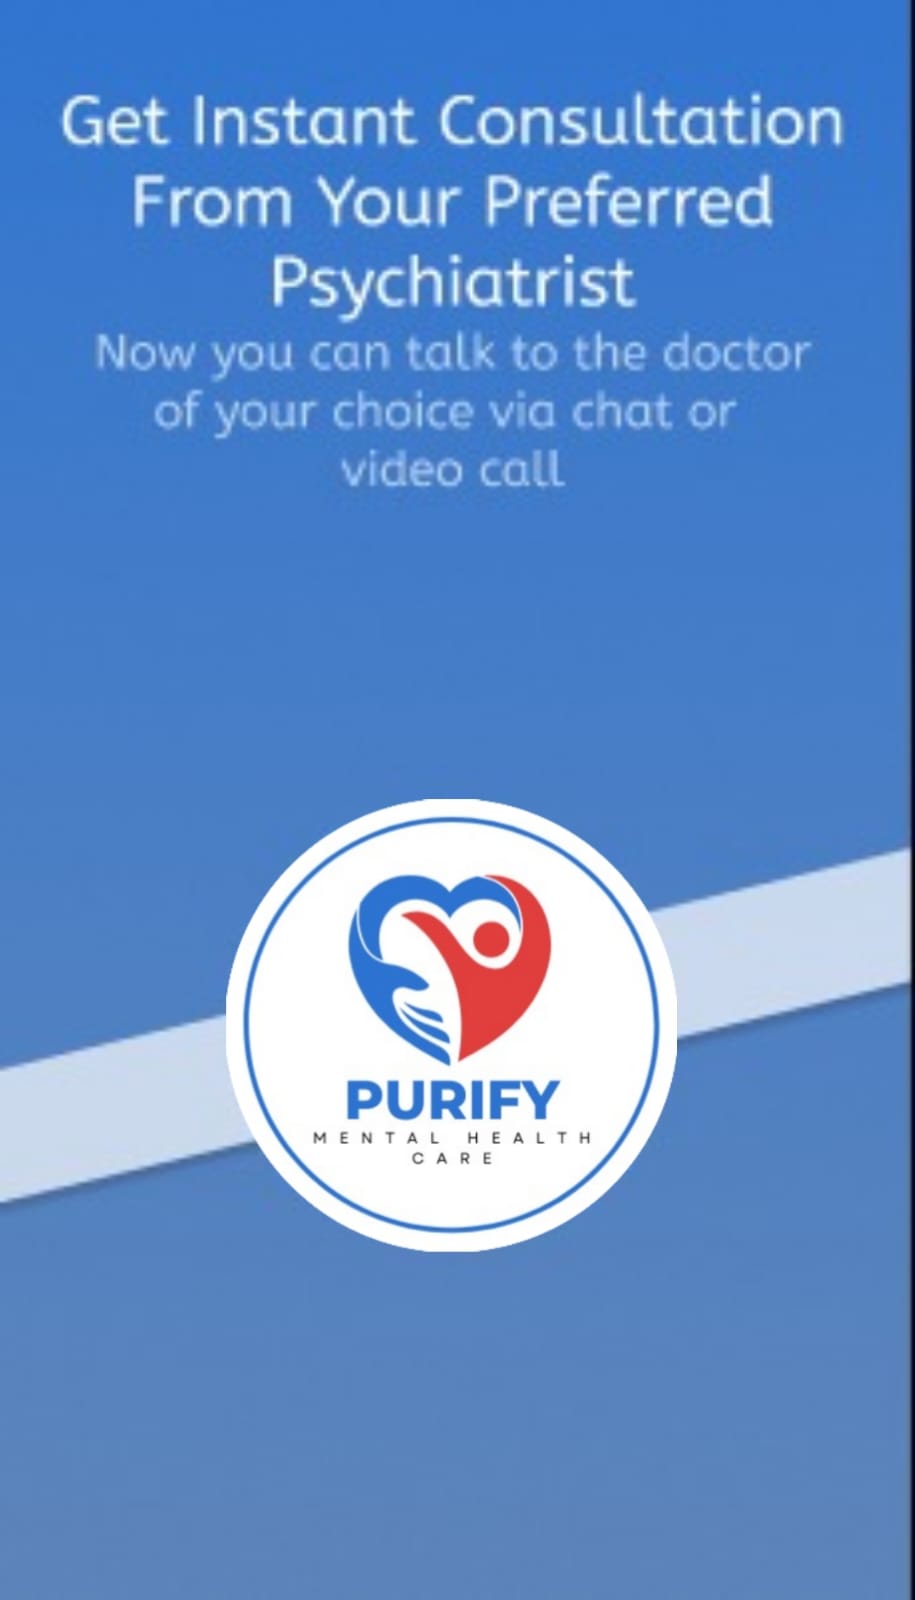 Get Instant Consultation
From Your Preferred
Psychiatrist
Now you can talk to the doctor
of your choice via chat or
video call
PURIFY
MENTAL HEALTH
CARE